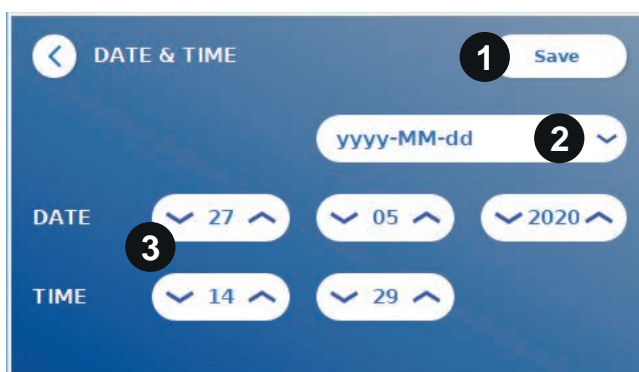 DATE & TIME 1 Save
yyyy-MM-dd 2
DATE 27 05 2020
3
TIME 14 29